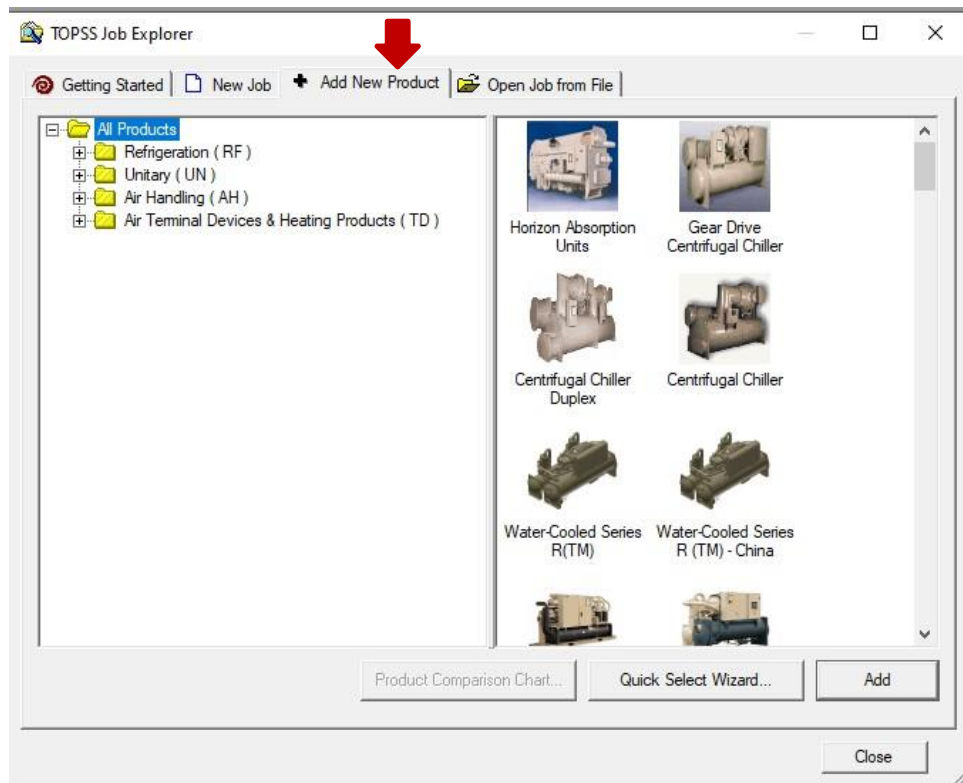 TOPSS Job Explorer
Getting Started
New Job
Add New Product
Open Job from File
All Products
Refrigeration ( RF )
Unitary ( UN )
Air Handling ( AH )
Air Terminal Devices & Heating Products ( TD )
Horizon Absorption
Units
Gear Drive
Centrifugal Chiller
Centrifugal Chiller
Duplex
Centrifugal Chiller
Water-Cooled Series
R(TM)
Water-Cooled Series
R (TM) - China
Product Comparison Chart...
Quick Select Wizard...
Add
Close